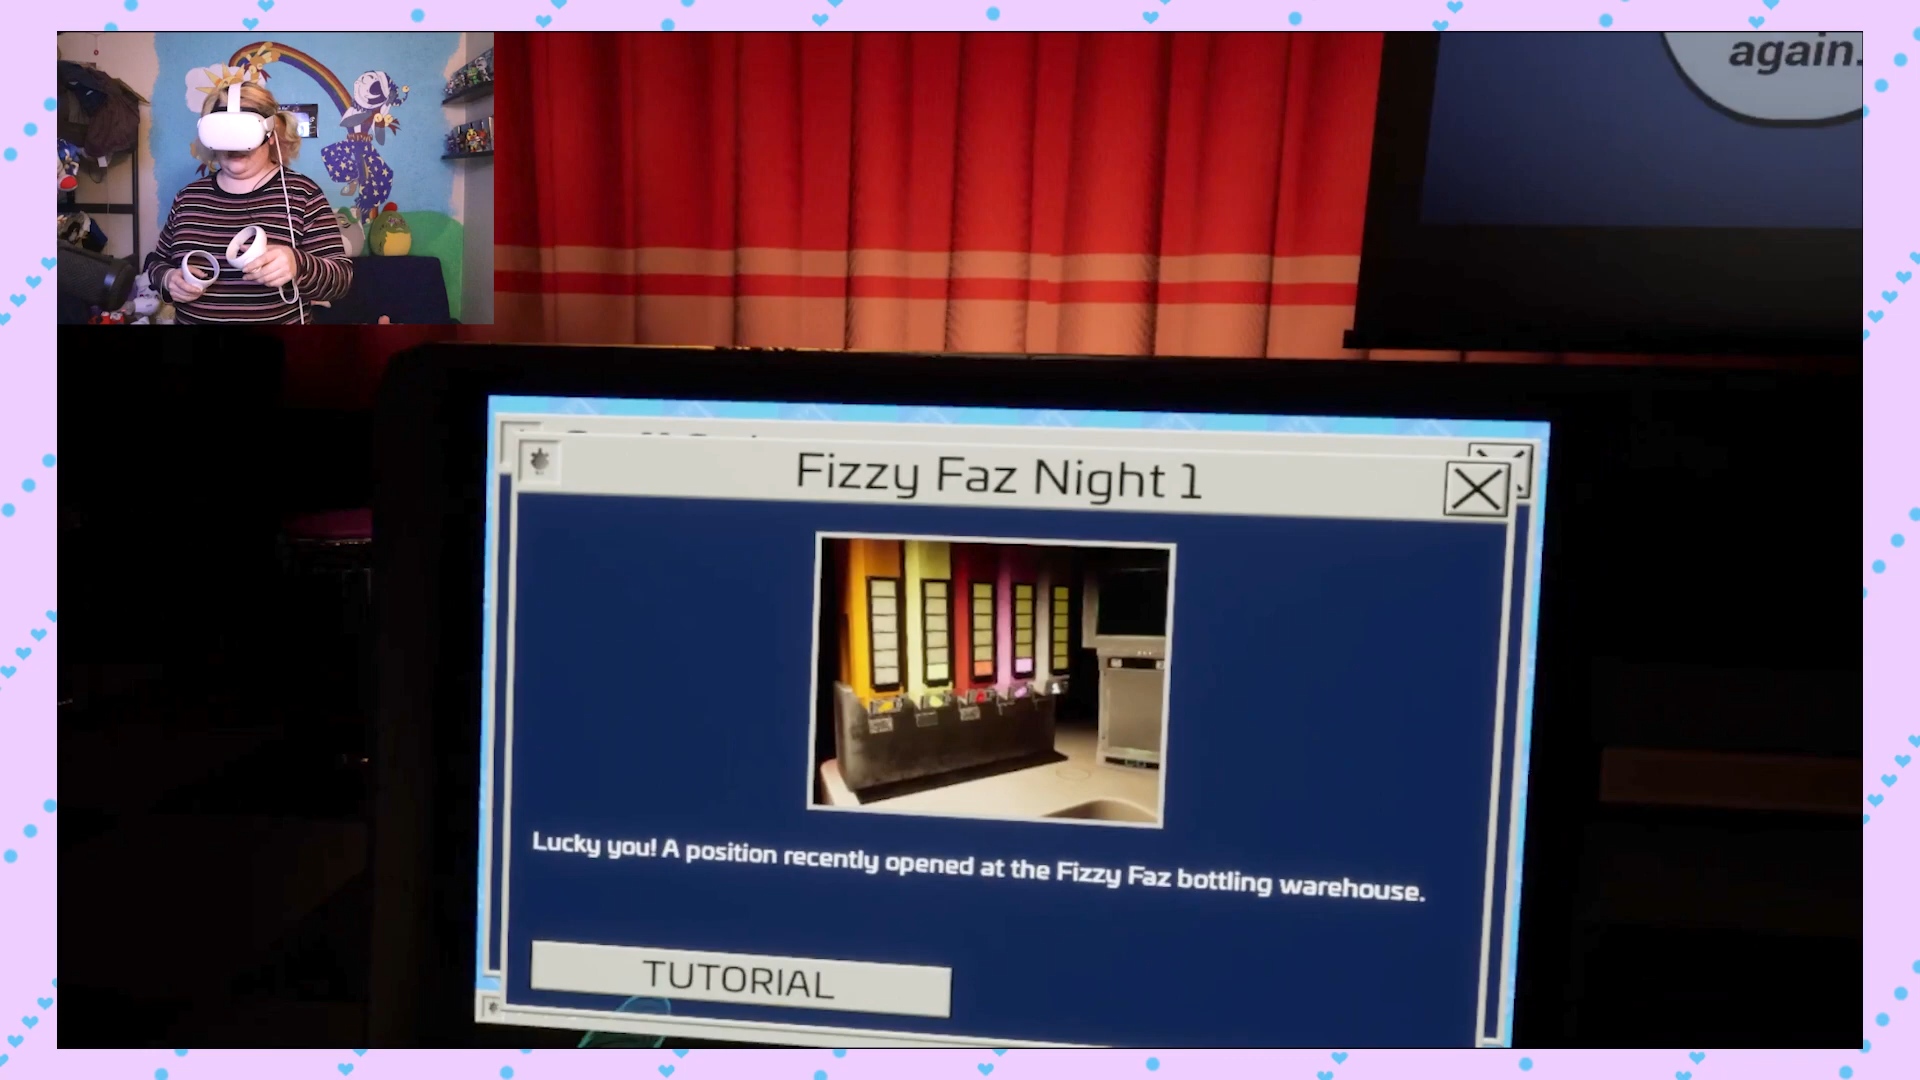 again.
Fizzy Faz Night 1
Lucky you! A position recently opened at the Fizzy Faz bottling warehouse.
TUTORIAL